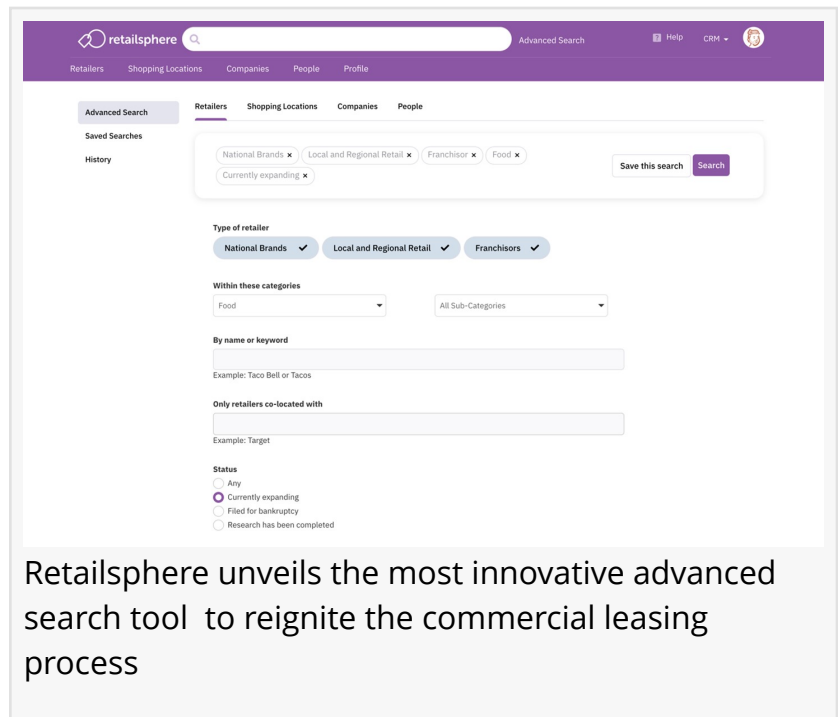 retailsphere
Advanced Search
Help
CRM
Retailers Shopping Locations Companies People Profile
Advanced Search
Saved Searches
History
Retailers Shopping Locations Companies People
National Brands × Local and Regional Retail × Franchisor × Food ×
Currently expanding ×
Save this search Search
Type of retailer
National Brands Local and Regional Retail Franchisors
Within these categories
Food All Sub-Categories
By name or keyword
Example: Taco Bell or Tacos
Only retailers co-located with
Example: Target
Status
Any
Currently expanding
Filed for bankruptcy
Research has been completed
Retailsphere unveils the most innovative advanced
search tool to reignite the commercial leasing
process